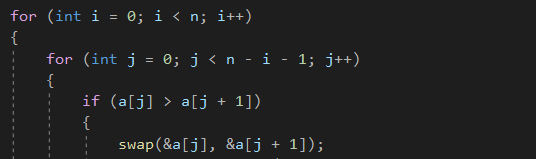 for (int i = 0; i < n; i++)
{
for (int j = 0; j < n - i - 1; j++)
{
if (a[j] > a[j + 1])
{
swap(&a[j], &a[j + 1]);